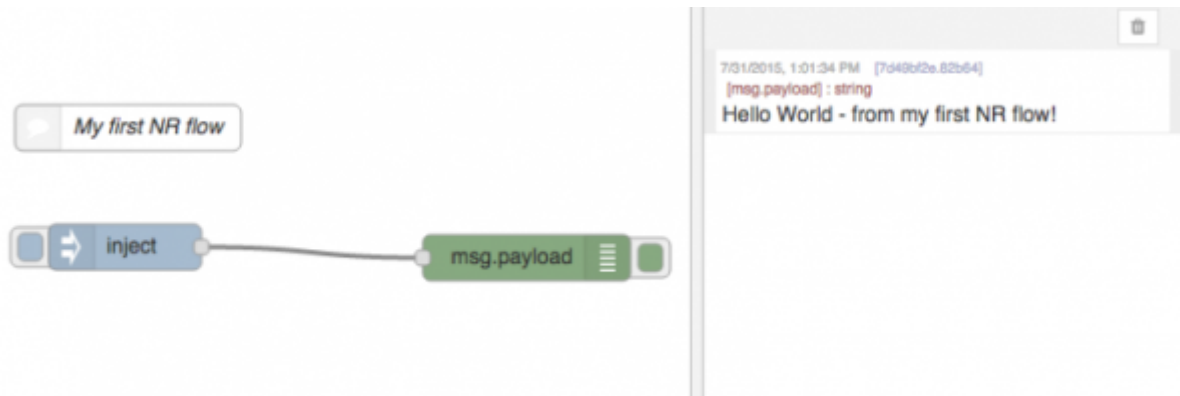 7/31/2015, 1:01:34 PM [7d49bf2e.82b64]
[msg.payload] : string
Hello World - from my first NR flow!
My first NR flow
inject
msg.payload